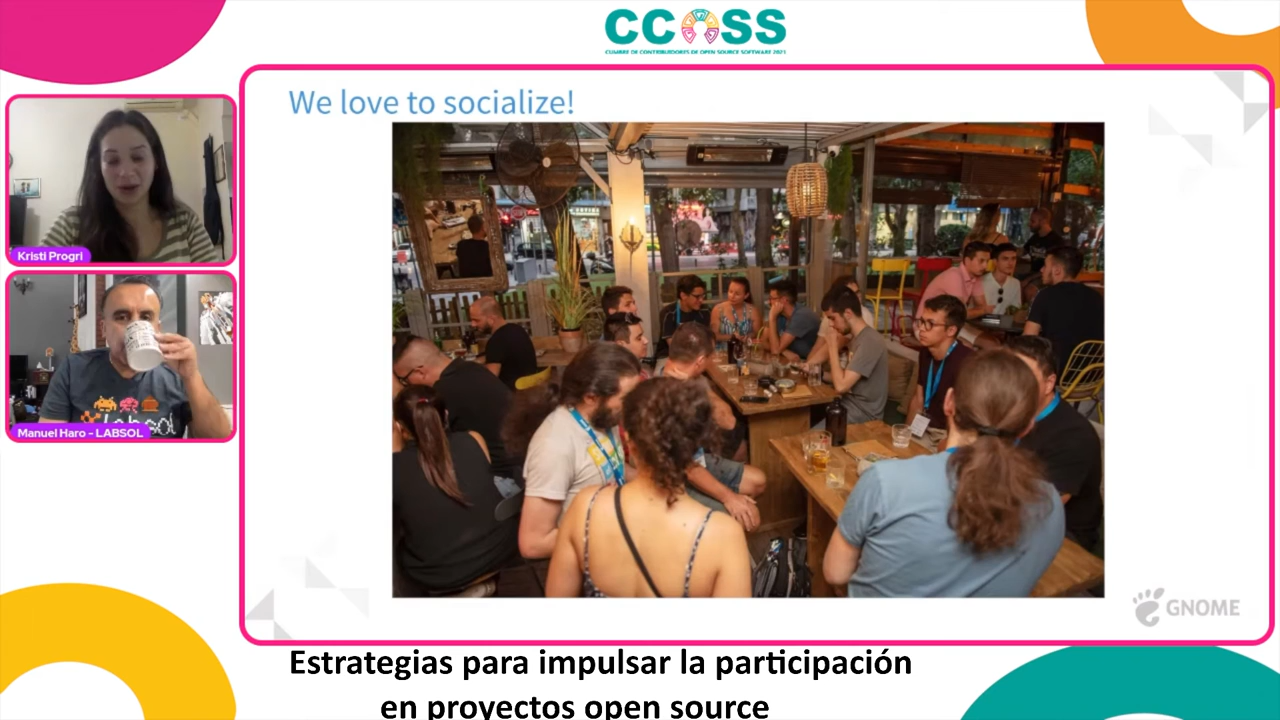 CCOSS
CUMBRE DE CONTRIBUIDORES DE OPEN SOURCE SOFTWARE 2021
We love to socialize!
Kristi Progri
Labsol
Manuel Haro - LABSOL
GNOME
Estrategias para impulsar la participación
en proyectos open source